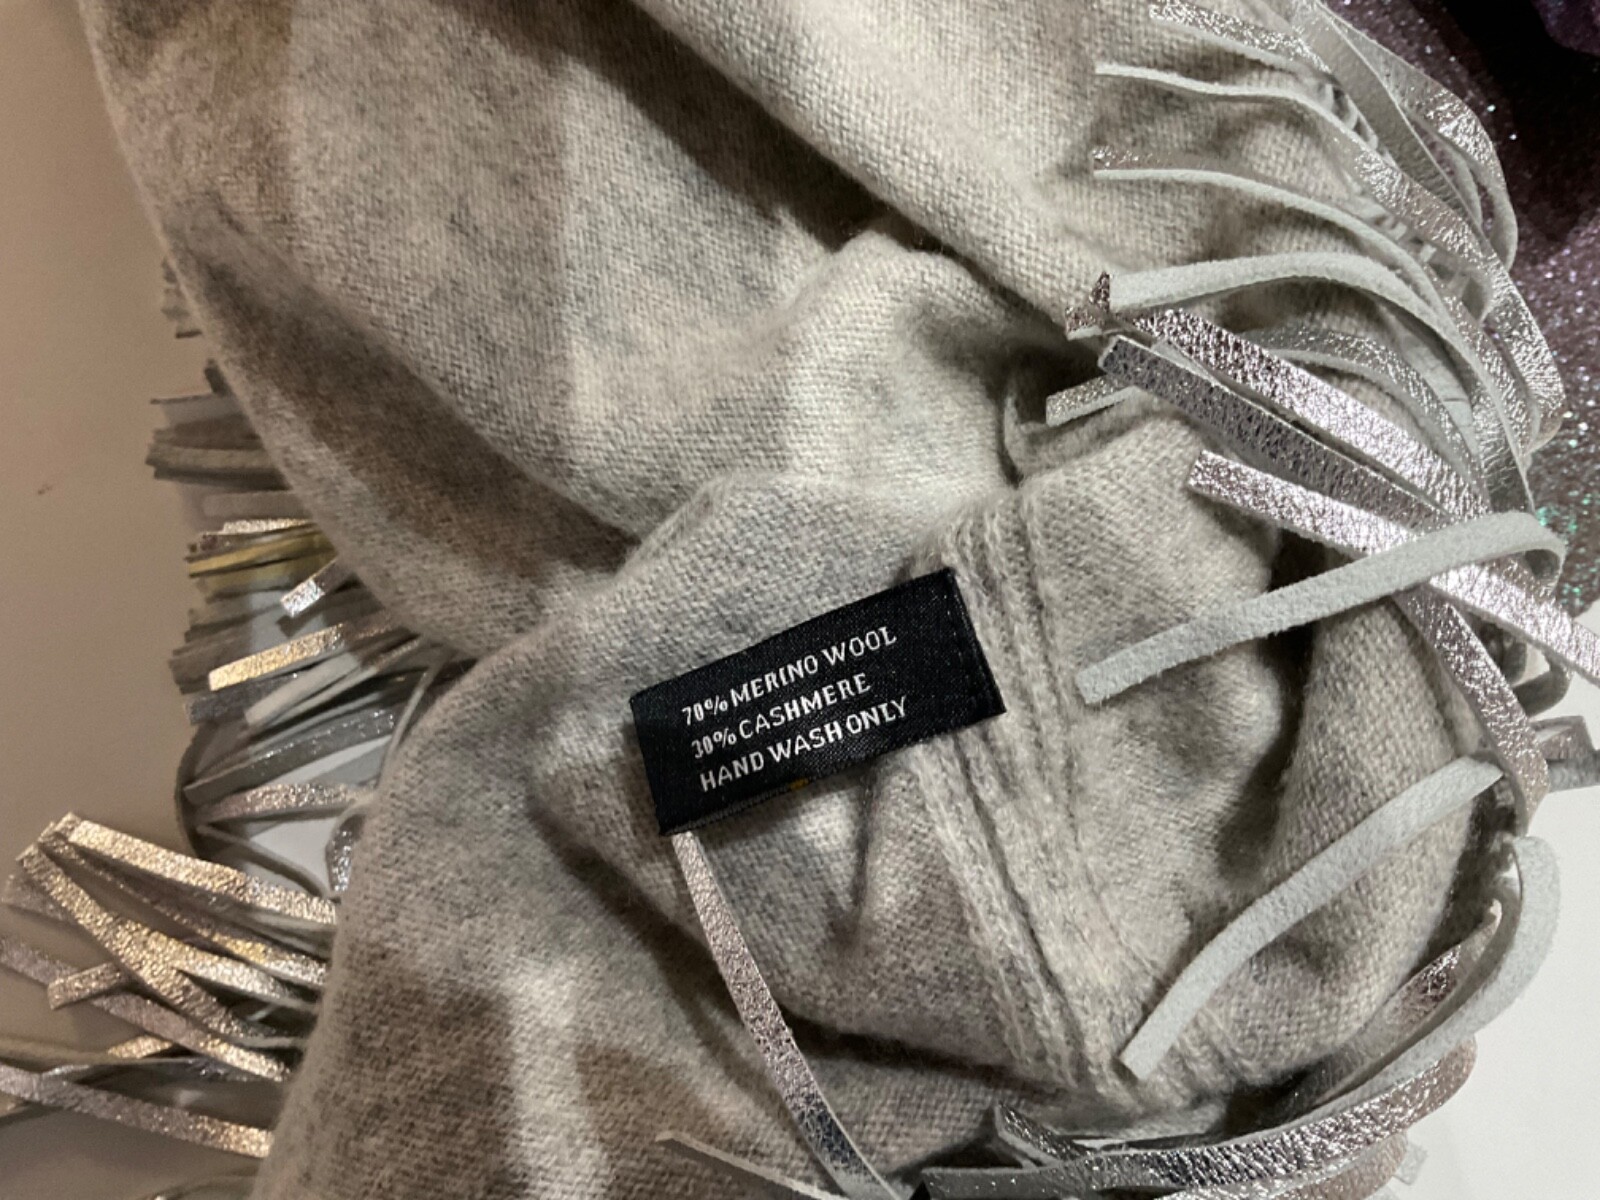 70% MERINO WOOL
30% CASHMERE
HAND WASH ONLY